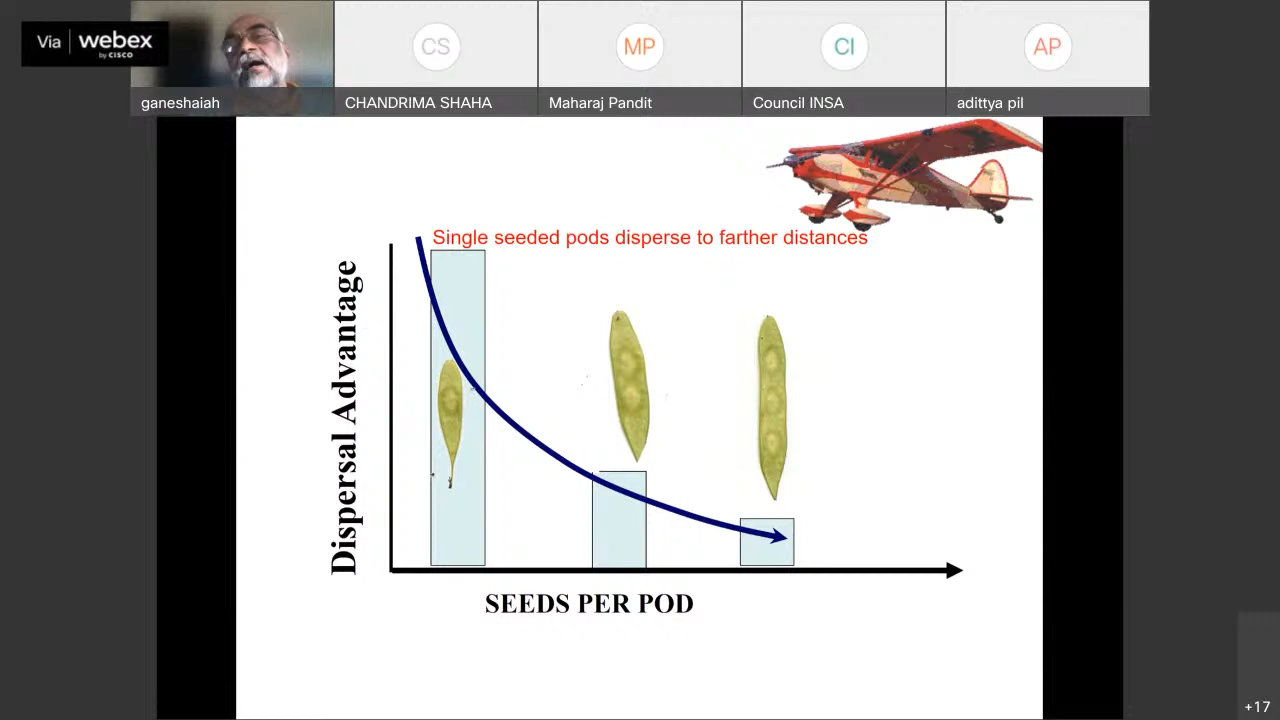 Via webex
by CISCO
CS
MP
CI
AP
ganeshaiah
CHANDRIMA SHAHA
Maharaj Pandit
Council INSA
adittya pil
Single seeded pods disperse to farther distances
Dispersal Advantage
SEEDS PER POD
+17